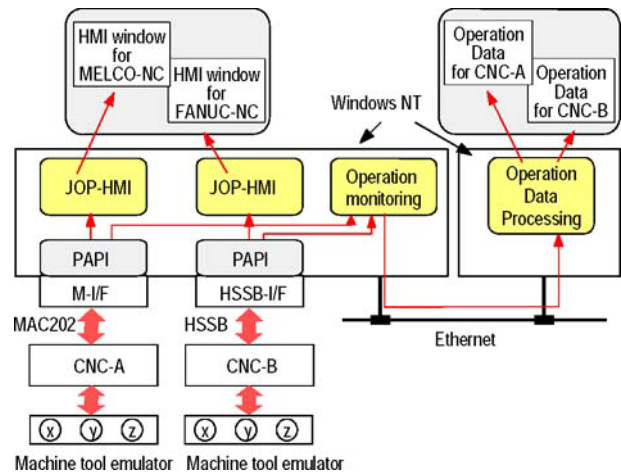 HMI window
for
MELCO-NC
HMI window
for
FANUC-NC
Operation
Data
for CNC-A
Operation
Data
for CNC-B
Windows NT
JOP-HMI
JOP-HMI
Operation
monitoring
Operation
Data
Processing
PAPI
PAPI
M-I/F
HSSB-I/F
MAC202
HSSB
Ethernet
CNC-A
CNC-B
x y z
x y z
Machine tool emulator
Machine tool emulator